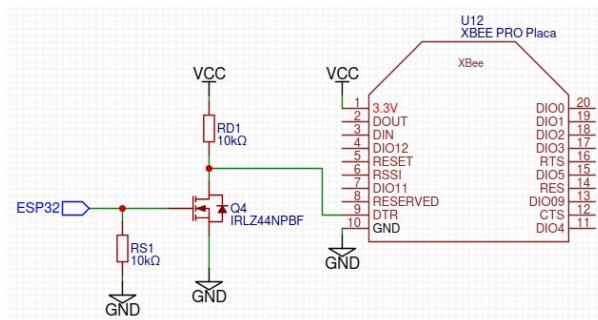 U12
XBEE PRO Placa
XBee
VCC
VCC
RD1
10kΩ
ESP32
Q4
IRLZ44NPBF
RS1
10kΩ
GND
GND
GND
1 3.3V DIO0 20
2 DOUT DIO1 19
3 DIN DIO2 18
4 DIO12 DIO3 17
5 RESET RTS 16
6 RSSI DIO5 15
7 DIO11 RES 14
8 RESERVED DIO09 13
9 DTR CTS 12
10 GND DIO4 11